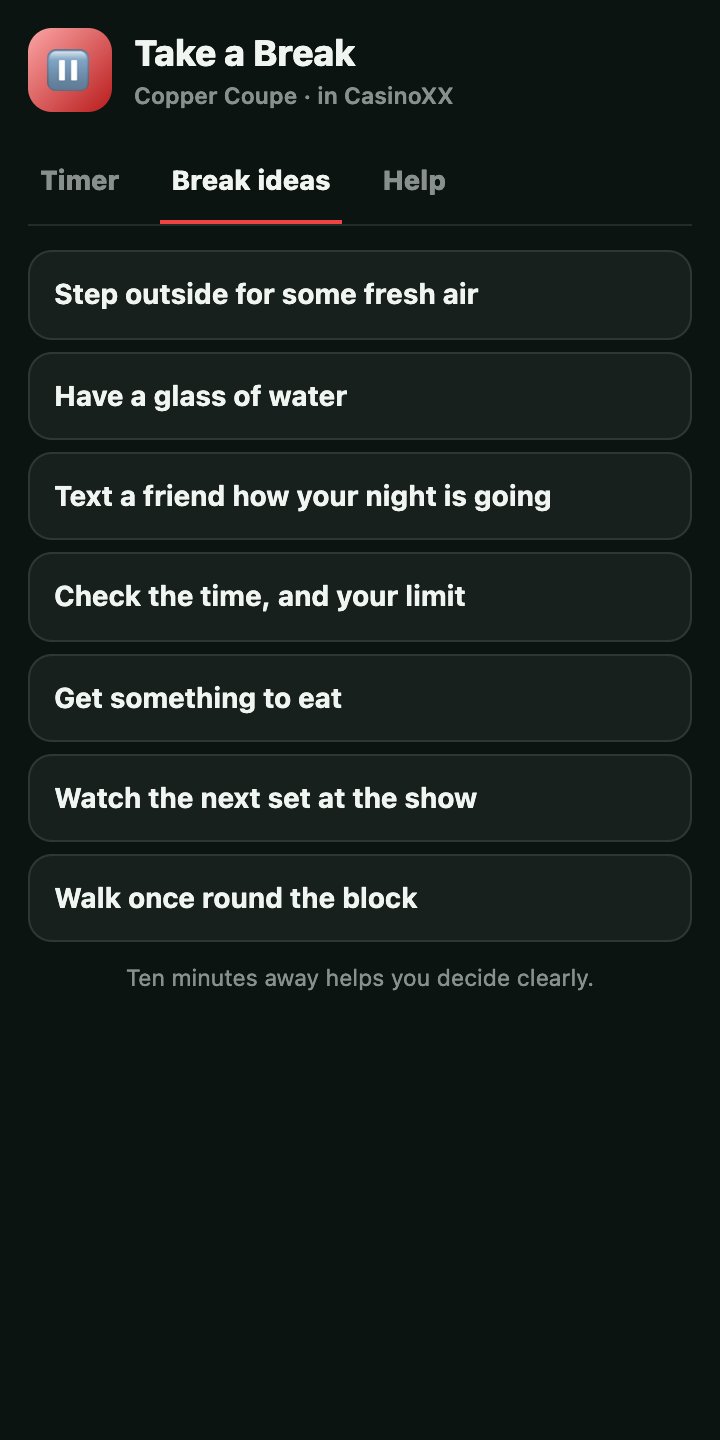 Take a Break
Copper Coupe · in CasinoXX
Timer
Break ideas
Help
Step outside for some fresh air
Have a glass of water
Text a friend how your night is going
Check the time, and your limit
Get something to eat
Watch the next set at the show
Walk once round the block
Ten minutes away helps you decide clearly.